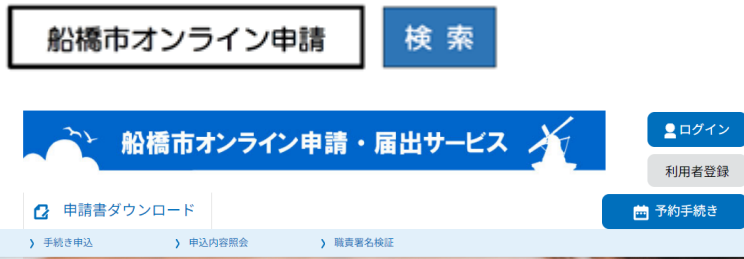 船橋市オンライン申請 検索
船橋市オンライン申請・届出サービス
ログイン
利用者登録
申請書ダウンロード
予約手続き
手続き申込 申込内容照会 職責署名検証